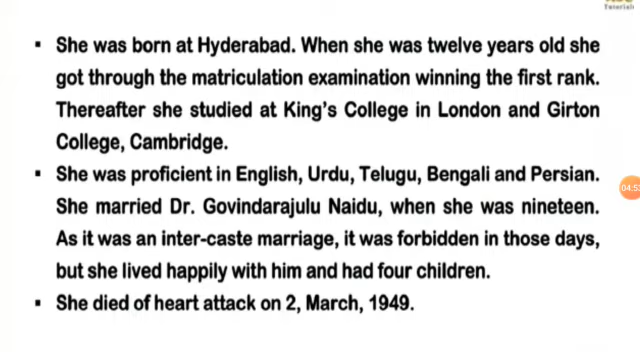 Tutorials
▪ She was born at Hyderabad. When she was twelve years old she
got through the matriculation examination winning the first rank.
Thereafter she studied at King's College in London and Girton
College, Cambridge.
▪ She was proficient in English, Urdu, Telugu, Bengali and Persian.
She married Dr. Govindarajulu Naidu, when she was nineteen.
As it was an inter-caste marriage, it was forbidden in those days,
but she lived happily with him and had four children.
▪ She died of heart attack on 2, March, 1949.